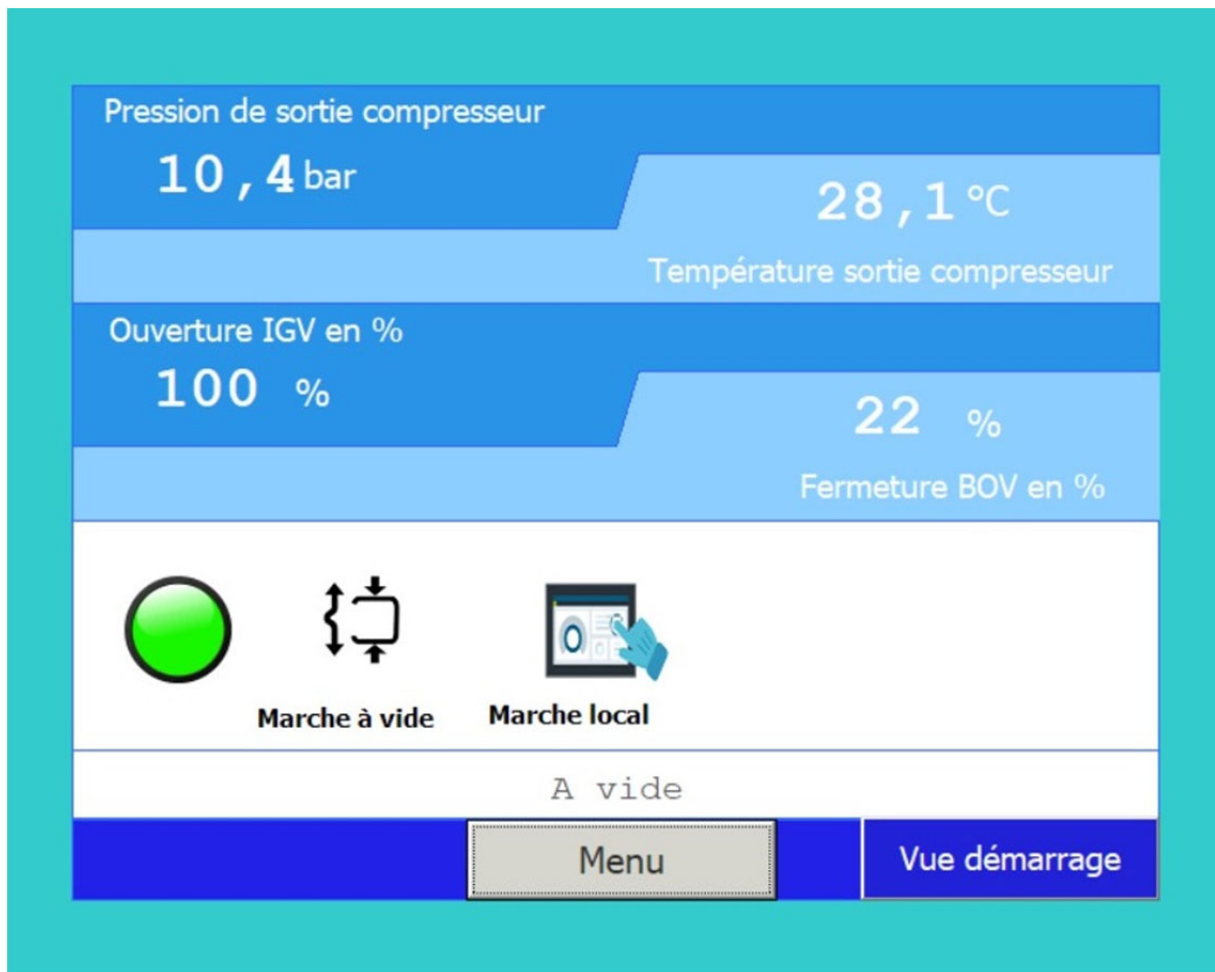 Pression de sortie compresseur
10,4 bar
28,1 °C
Température sortie compresseur
Ouverture IGV en %
100 %
22 %
Fermeture BOV en %
Marche à vide
Marche local
A vide
Menu
Vue démarrage